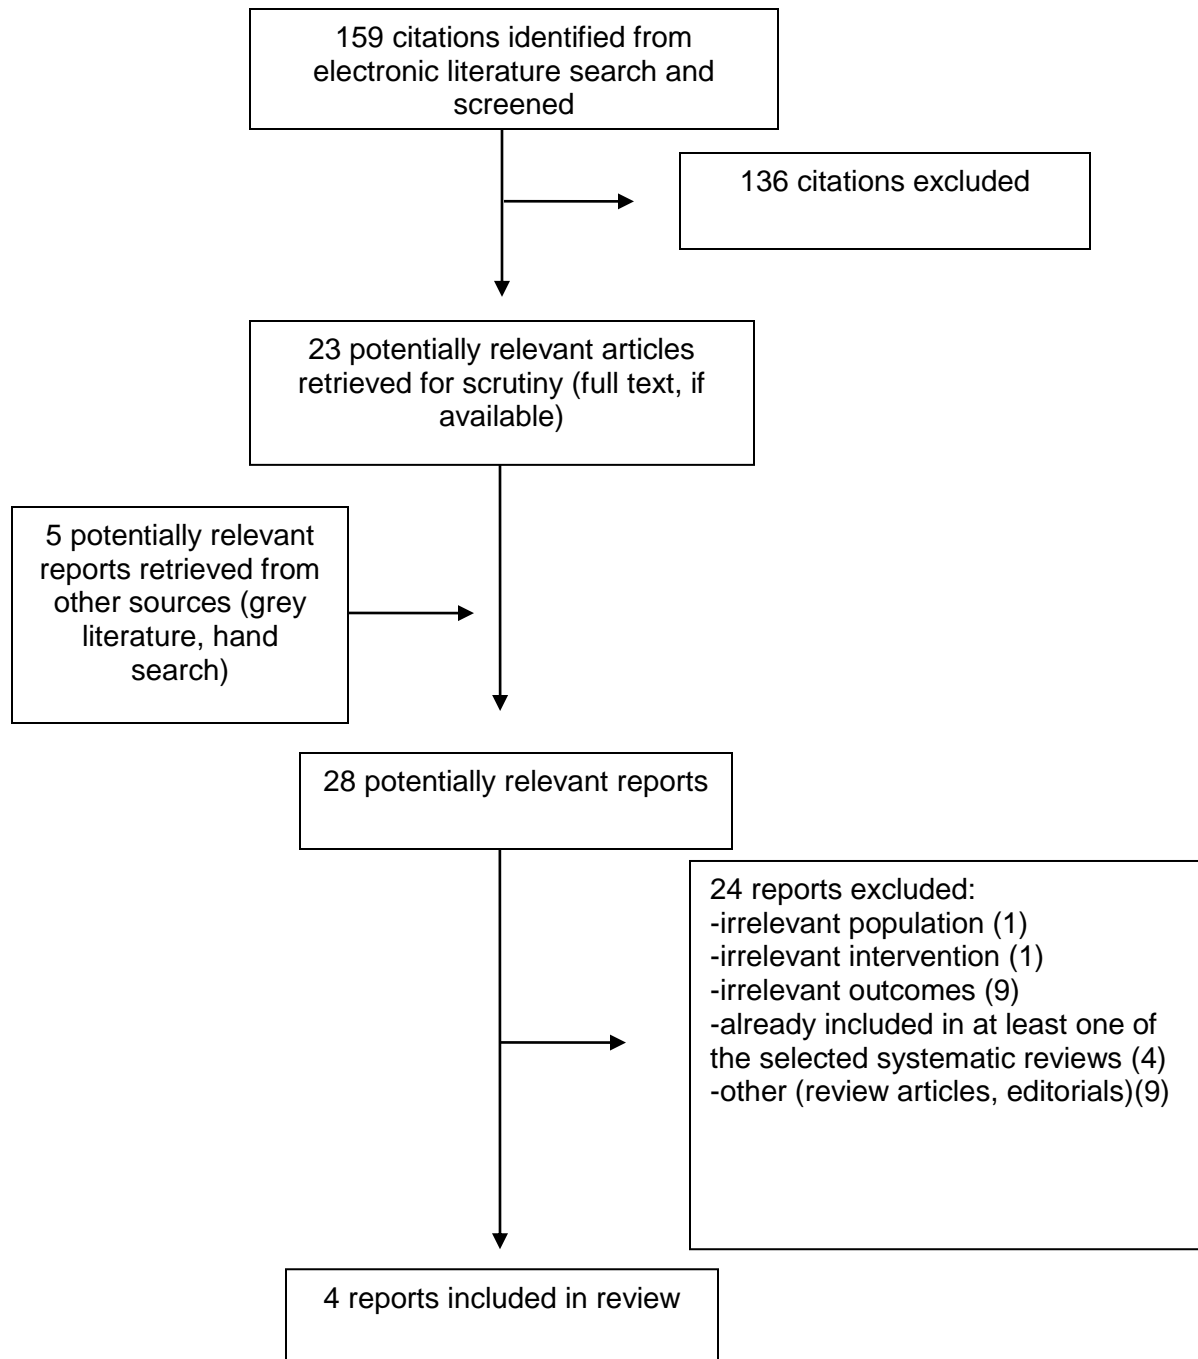 159 citations identified from
electronic literature search and
screened
136 citations excluded
23 potentially relevant articles
retrieved for scrutiny (full text, if
available)
5 potentially relevant
reports retrieved from
other sources (grey
literature, hand
search)
28 potentially relevant reports
24 reports excluded:
-irrelevant population (1)
-irrelevant intervention (1)
-irrelevant outcomes (9)
-already included in at least one of
the selected systematic reviews (4)
-other (review articles, editorials)(9)
4 reports included in review